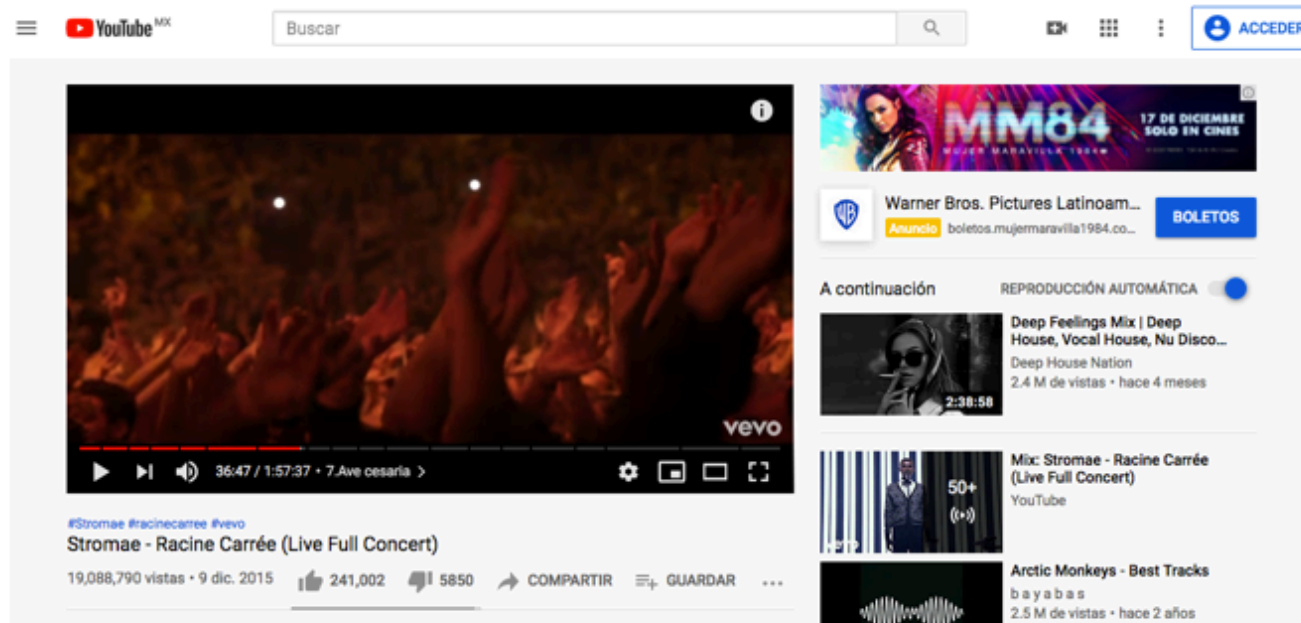 YouTube MX
Buscar
ACCEDER
vevo
36:47 / 1:57:37 • 7.Ave cesaria >
#Stromae #racinecarree #vevo
Stromae - Racine Carrée (Live Full Concert)
19,088,790 vistas • 9 dic. 2015
241,002
5850
COMPARTIR
GUARDAR
MM84
MUJER MARAVILLA 1984
17 DE DICIEMBRE
SOLO EN CINES
Warner Bros. Pictures Latinoam...
Anuncio boletos.mujermaravilla1984.co...
BOLETOS
A continuación
REPRODUCCIÓN AUTOMÁTICA
2:38:58
Deep Feelings Mix | Deep
House, Vocal House, Nu Disco...
Deep House Nation
2.4 M de vistas • hace 4 meses
50+
vevo
Mix: Stromae - Racine Carrée
(Live Full Concert)
YouTube
Arctic Monkeys - Best Tracks
b a y a b a s
2.5 M de vistas • hace 2 años